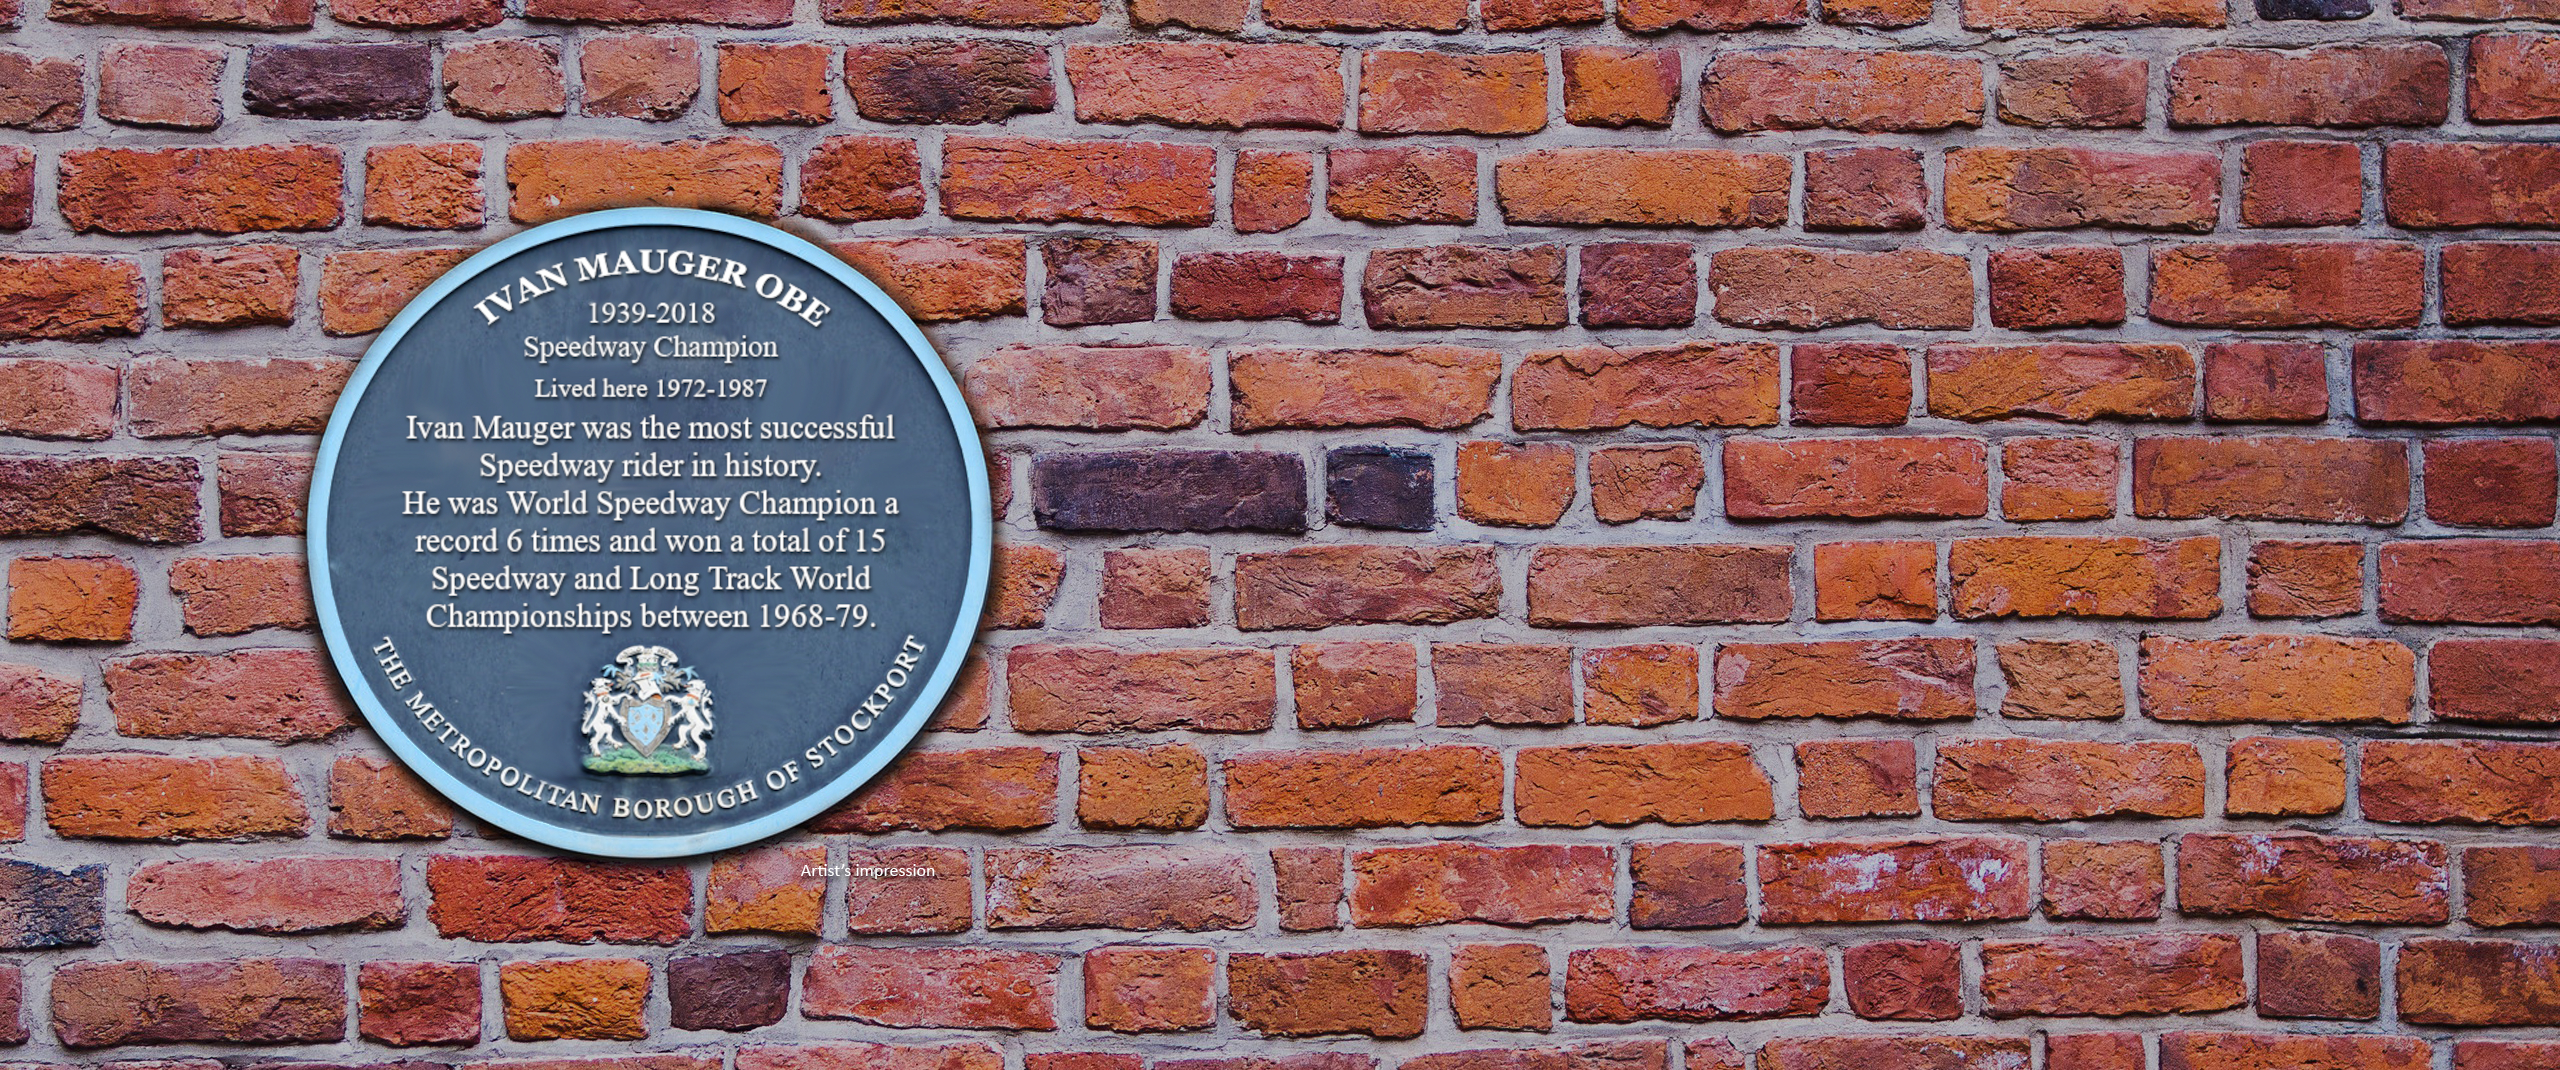 IVAN MAUGER OBE
1939-2018
Speedway Champion
Lived here 1972-1987
Ivan Mauger was the most successful
Speedway rider in history.
He was World Speedway Champion a
record 6 times and won a total of 15
Speedway and Long Track World
Championships between 1968-79.
THE METROPOLITAN BOROUGH OF STOCKPORT
Artist's impression